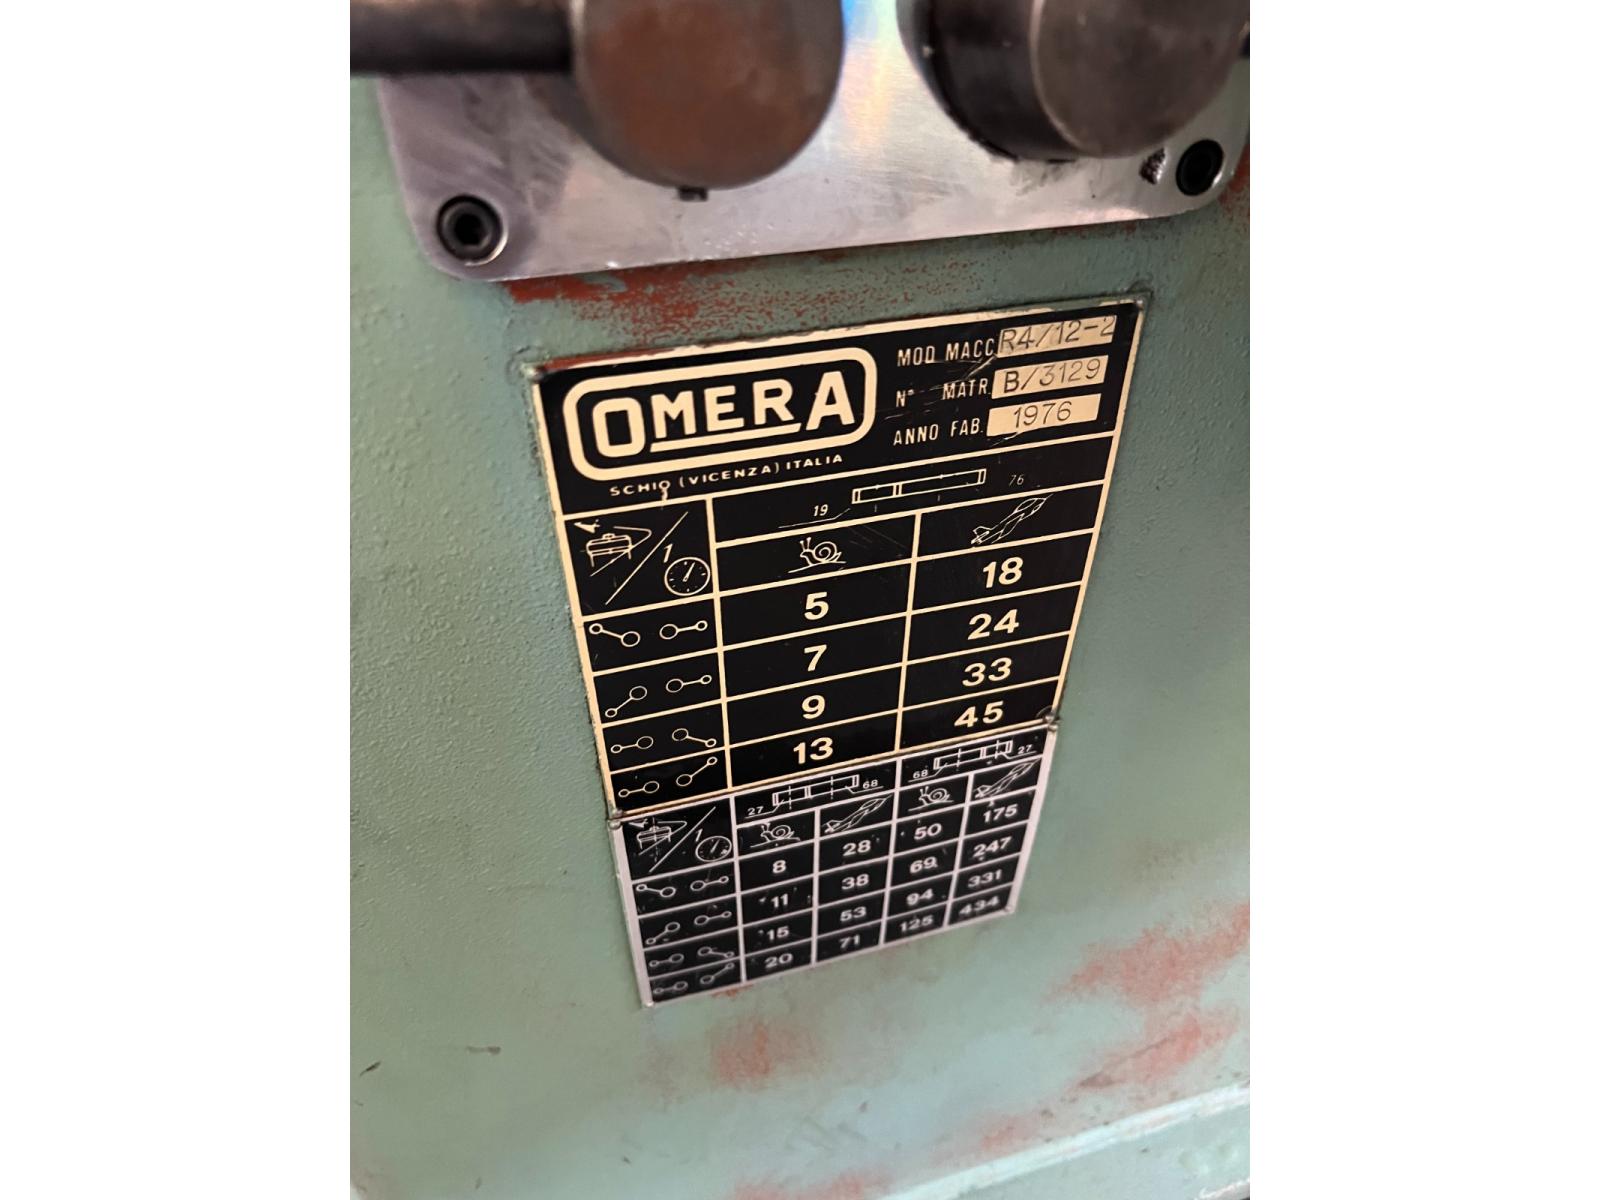 OMERA
SCHIO (VICENZA) ITALIA
MOD MACC R4/12-2
N° MATR. B/3129
ANNO FAB. 1976
19 76
1
5 18
7 24
9 33
13 45
27 68 68 27
1
8 28 50 175
11 38 69 247
15 53 94 331
20 71 125 434